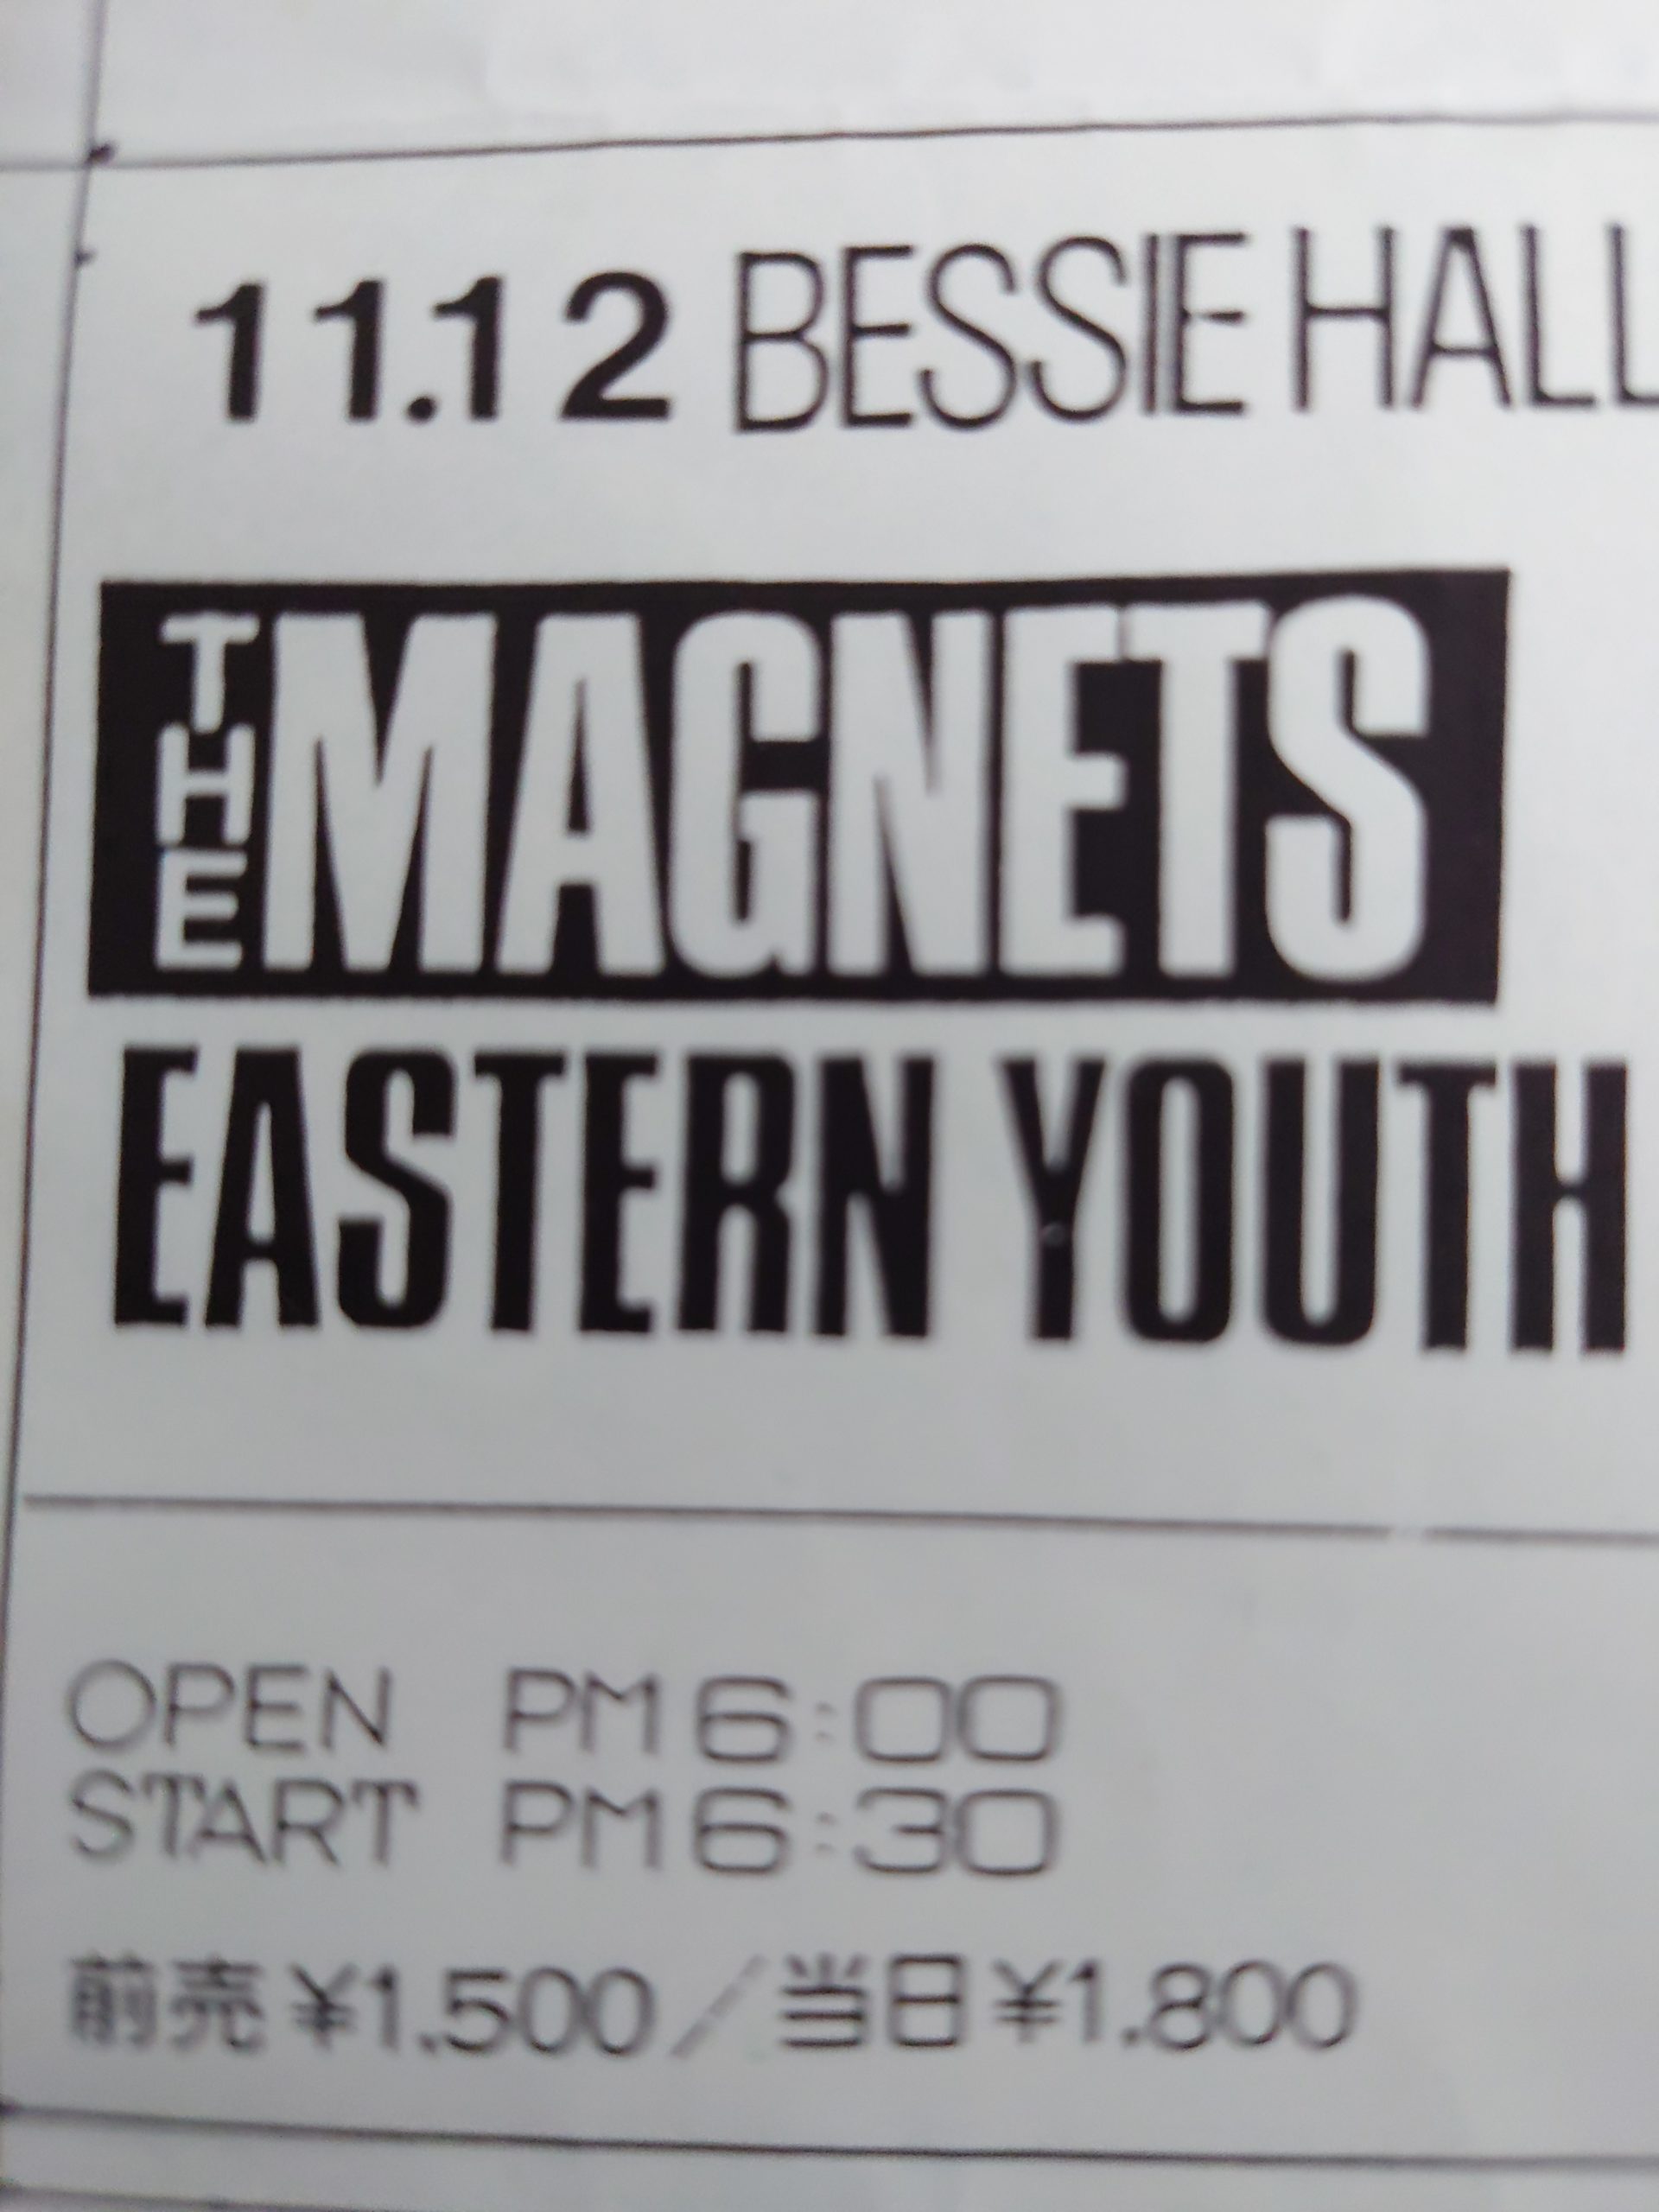 11.12 BESSIE HALL
THE MAGNETS
EASTERN YOUTH
OPEN PM6:00
START PM6:30
前売¥1.500/当日¥1.800